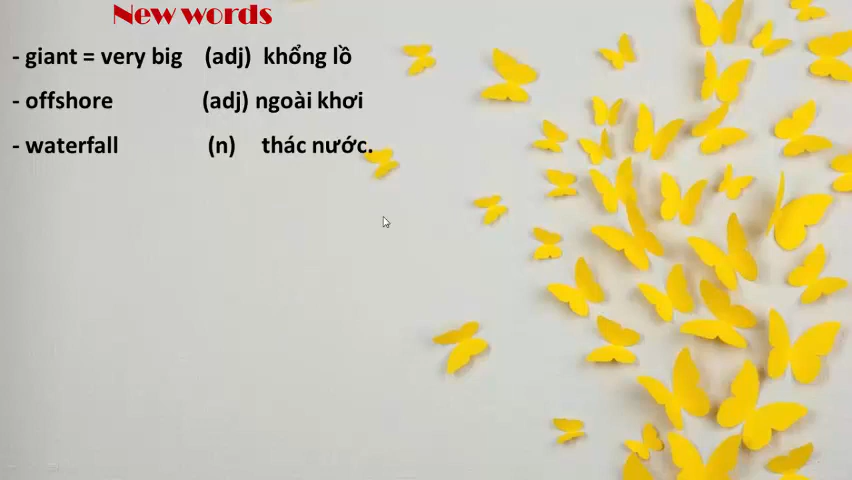 New words
- giant = very big (adj) khổng lồ
- offshore (adj) ngoài khơi
- waterfall (n) thác nước.